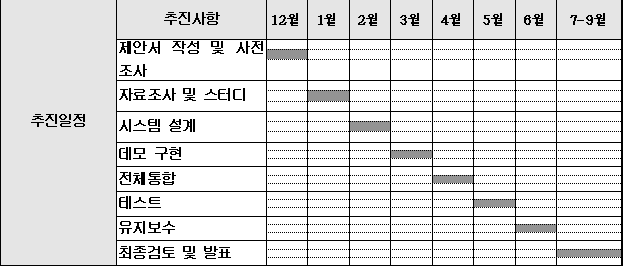 추진사항 12월 1월 2월 3월 4월 5월 6월 7-9월
제안서 작성 및 사전
조사
자료조사 및 스터디
추진일정
시스템 설계
데모 구현
전체통합
테스트
유지보수
최종검토 및 발표